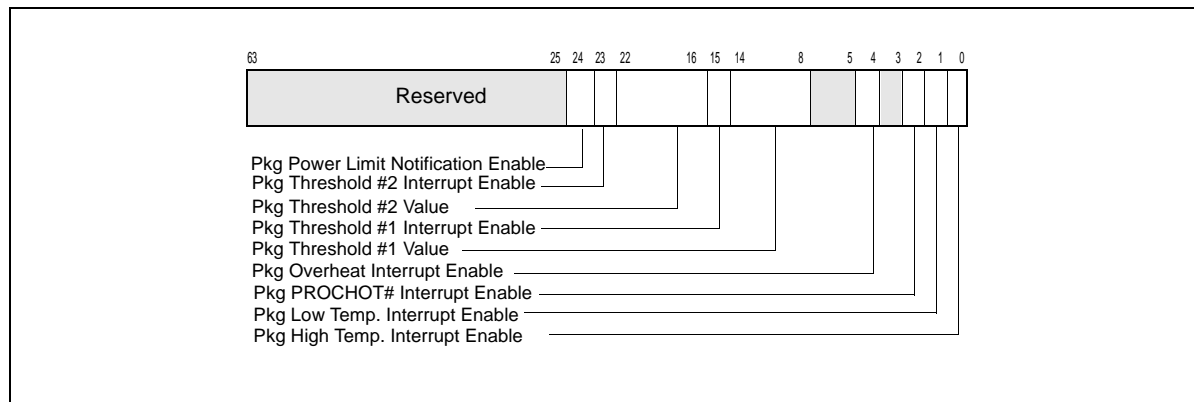 63 25 24 23 22 16 15 14 8 5 4 3 2 1 0
Reserved
Pkg Power Limit Notification Enable
Pkg Threshold #2 Interrupt Enable
Pkg Threshold #2 Value
Pkg Threshold #1 Interrupt Enable
Pkg Threshold #1 Value
Pkg Overheat Interrupt Enable
Pkg PROCHOT# Interrupt Enable
Pkg Low Temp. Interrupt Enable
Pkg High Temp. Interrupt Enable